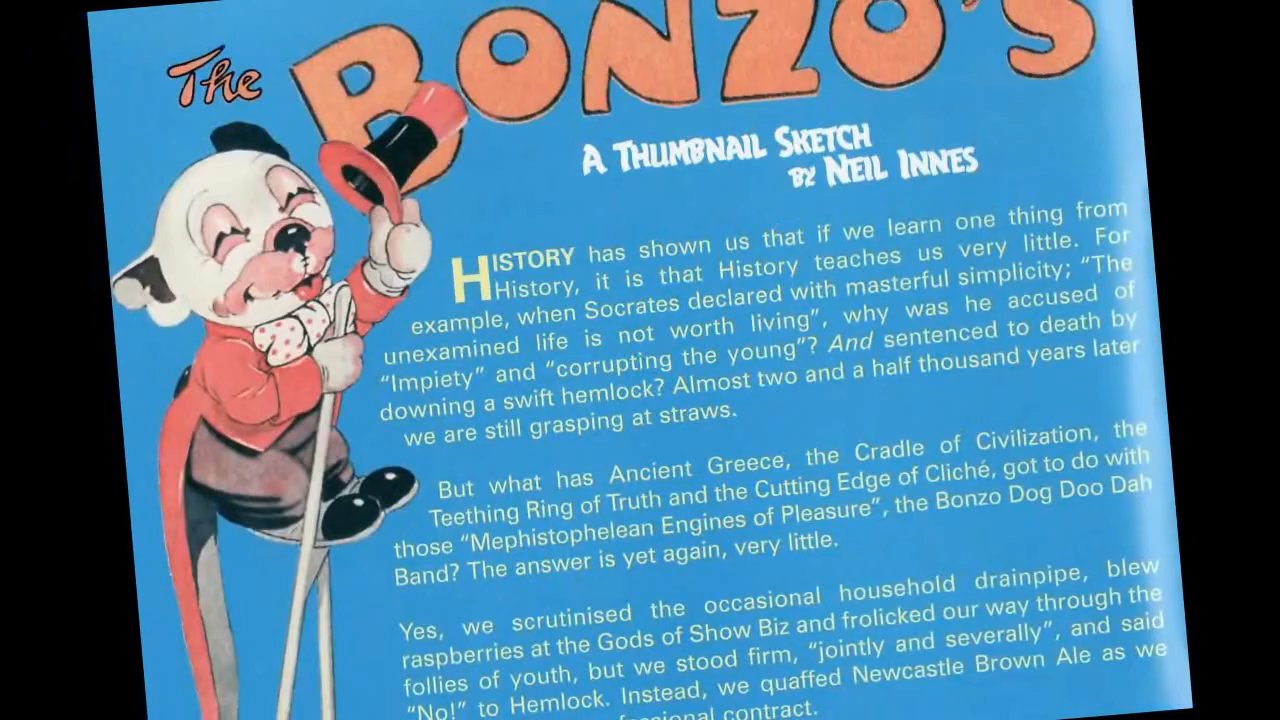 The BONZO'S
A THUMBNAIL SKETCH
BY NEIL INNES
HISTORY has shown us that if we learn one thing from
History, it is that History teaches us very little. For
example, when Socrates declared with masterful simplicity; “The
unexamined life is not worth living”, why was he accused of
“Impiety” and “corrupting the young”? And sentenced to death by
downing a swift hemlock? Almost two and a half thousand years later
we are still grasping at straws.
But what has Ancient Greece, the Cradle of Civilization, the
Teething Ring of Truth and the Cutting Edge of Cliché, got to do with
those “Mephistophelean Engines of Pleasure”, the Bonzo Dog Doo Dah
Band? The answer is yet again, very little.
Yes, we scrutinised the occasional household drainpipe, blew
raspberries at the Gods of Show Biz and frolicked our way through the
follies of youth, but we stood firm, “jointly and severally”, and said
“No!” to Hemlock. Instead, we quaffed Newcastle Brown Ale as we
contract.